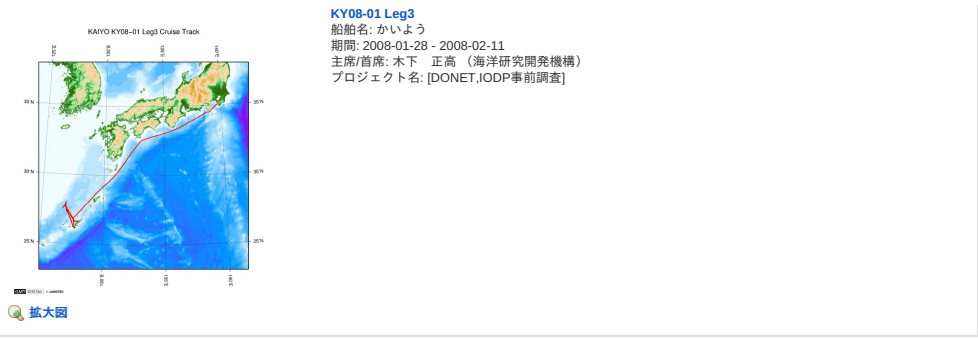 KY08-01 Leg3
船舶名: かいよう
期間: 2008-01-28 - 2008-02-11
主席/首席: 木下　正高 （海洋研究開発機構）
プロジェクト名: [DONET,IODP事前調査]
KAIYO KY08−01 Leg3 Cruise Track
35˚N
35˚N
30˚N
30˚N
25˚N
25˚N
拡大図